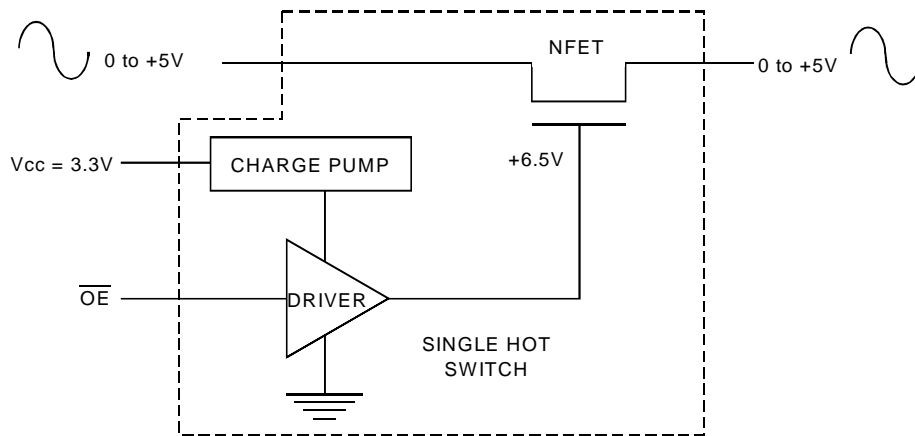 NFET
0 to +5V
0 to +5V
Vcc = 3.3V
CHARGE PUMP
+6.5V
OE
DRIVER
SINGLE HOT
SWITCH